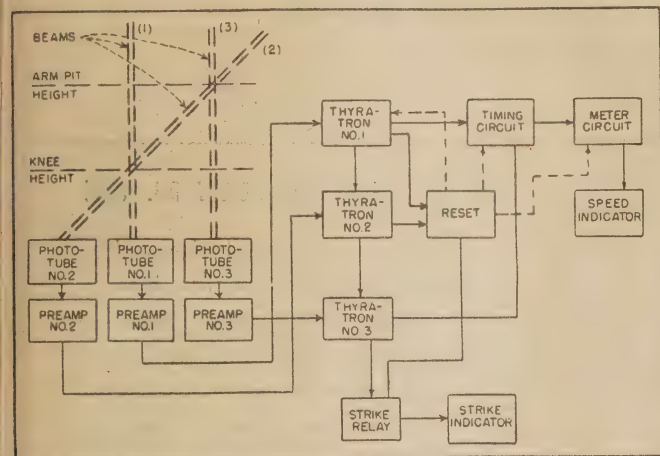 BEAMS
(1)
(3)
(2)
ARM PIT
HEIGHT
KNEE
HEIGHT
PHOTO-
TUBE
NO.2
PHOTO-
TUBE
NO.1
PHOTO-
TUBE
NO.3
PREAMP
NO.2
PREAMP
NO.1
PREAMP
NO.3
THYRA-
TRON
NO.1
TIMING
CIRCUIT
METER
CIRCUIT
THYRA-
TRON
NO.2
RESET
SPEED
INDICATOR
THYRA-
TRON
NO.3
STRIKE
RELAY
STRIKE
INDICATOR